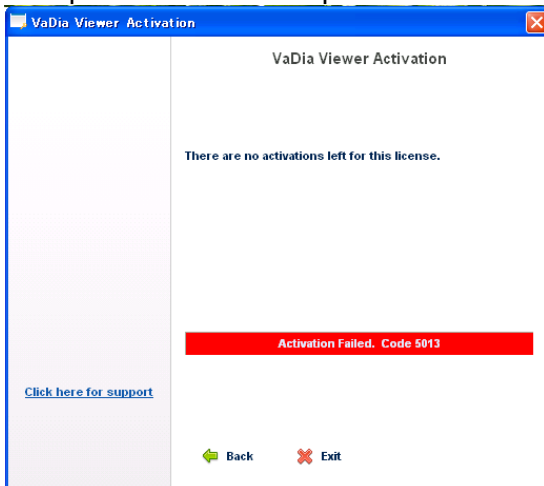 VaDia Viewer Activation
VaDia Viewer Activation
There are no activations left for this license.
Activation Failed. Code 5013
Click here for support
Back
Exit